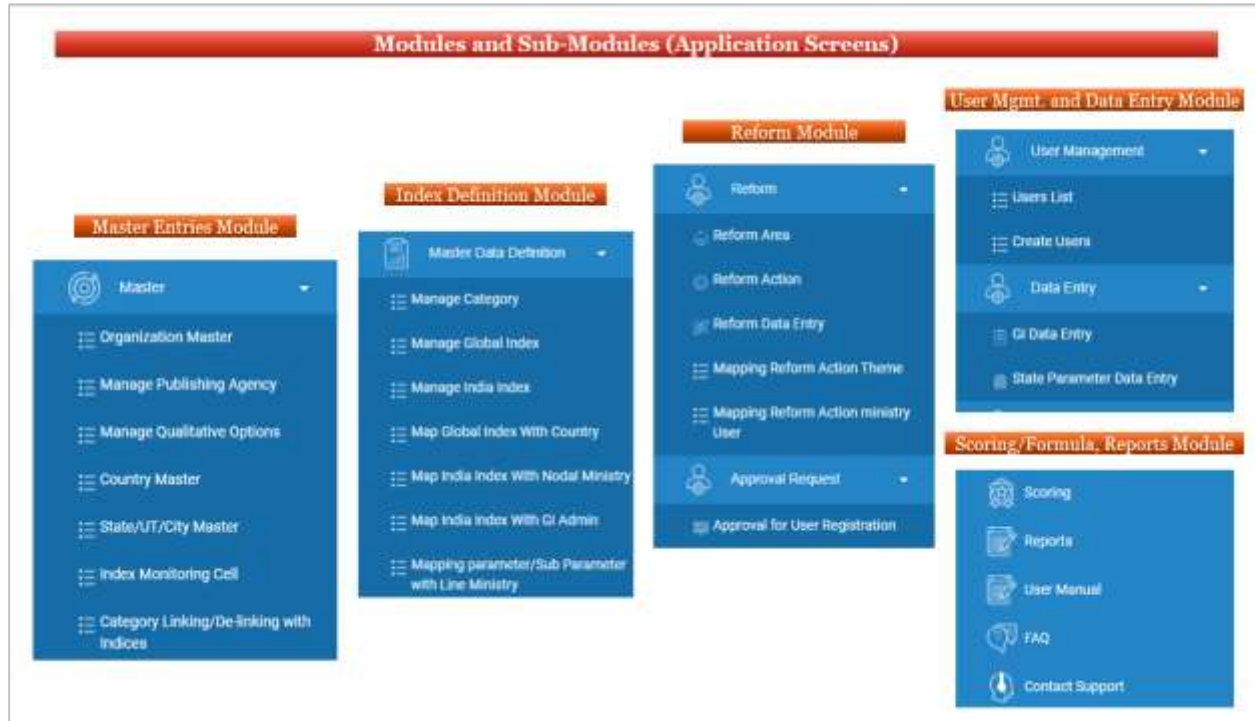 Modules and Sub-Modules (Application Screens)
Master Entries Module
Master
Organization Master
Manage Publishing Agency
Manage Qualitative Options
Country Master
State/UT/City Master
Index Monitoring Cell
Category Linking/De-linking with
Indices
Index Definition Module
Master Data Definition
Manage Category
Manage Global Index
Manage India Index
Map Global Index With Country
Map India Index With Nodal Ministry
Map India Index With GI Admin
Mapping parameter/Sub Parameter
with Line Ministry
Reform Module
Reform
Reform Area
Reform Action
Reform Data Entry
Mapping Reform Action Theme
Mapping Reform Action ministry
User
Approval Request
Approval for User Registration
User Mgmt. and Data Entry Module
User Management
Users List
Create Users
Data Entry
GI Data Entry
State Parameter Data Entry
Scoring/Formula, Reports Module
Scoring
Reports
User Manual
FAQ
Contact Support